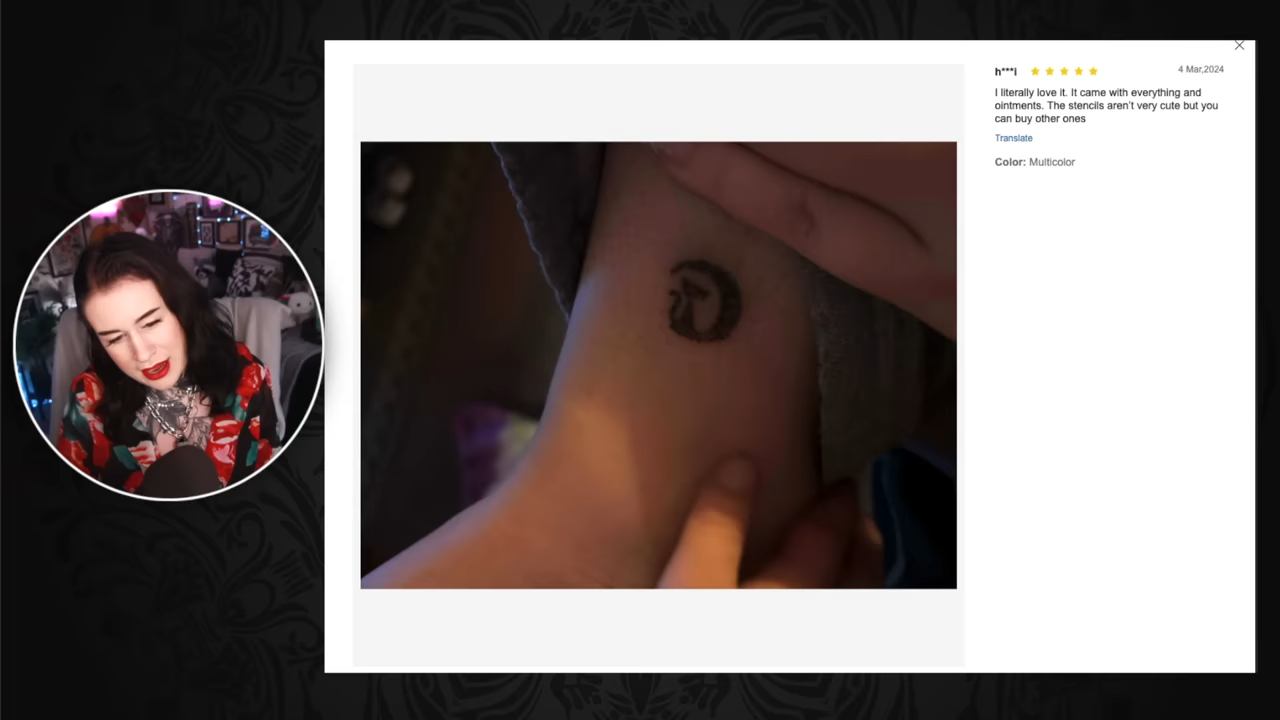 h***i
4 Mar,2024
I literally love it. It came with everything and
ointments. The stencils aren't very cute but you
can buy other ones
Translate
Color: Multicolor